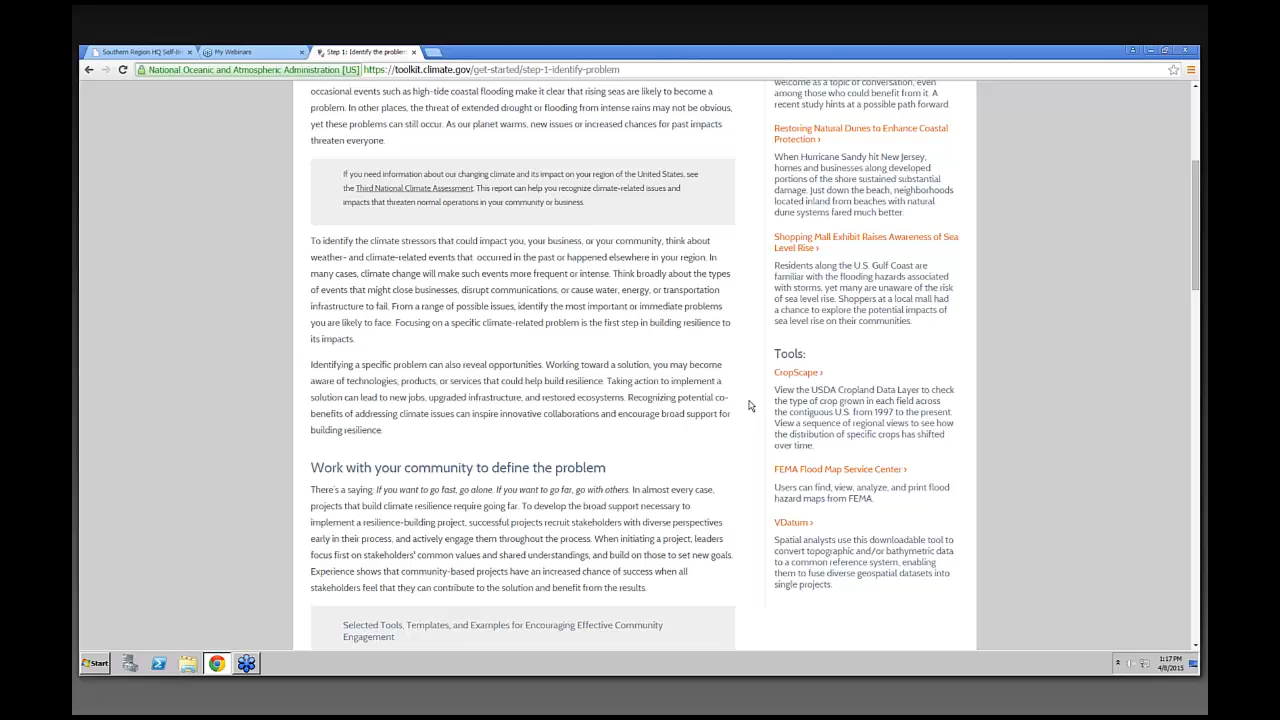 Southern Region HQ Self-Br
My Webinars
Step 1: Identify the problem
National Oceanic and Atmospheric Administration [US]
https://toolkit.climate.gov/get-started/step-1-identify-problem
occasional events such as high-tide coastal flooding make it clear that rising seas are likely to become a
problem. In other places, the threat of extended drought or flooding from intense rains may not be obvious,
yet these problems can still occur. As our planet warms, new issues or increased chances for past impacts
threaten everyone.
If you need information about our changing climate and its impact on your region of the United States, see
the Third National Climate Assessment. This report can help you recognize climate-related issues and
impacts that threaten normal operations in your community or business.
To identify the climate stressors that could impact you, your business, or your community, think about
weather- and climate-related events that occurred in the past or happened elsewhere in your region. In
many cases, climate change will make such events more frequent or intense. Think broadly about the types
of events that might close businesses, disrupt communications, or cause water, energy, or transportation
infrastructure to fail. From a range of possible issues, identify the most important or immediate problems
you are likely to face. Focusing on a specific climate-related problem is the first step in building resilience to
its impacts.
Identifying a specific problem can also reveal opportunities. Working toward a solution, you may become
aware of technologies, products, or services that could help build resilience. Taking action to implement a
solution can lead to new jobs, upgraded infrastructure, and restored ecosystems. Recognizing potential co-
benefits of addressing climate issues can inspire innovative collaborations and encourage broad support for
building resilience.
Work with your community to define the problem
There's a saying: If you want to go fast, go alone. If you want to go far, go with others. In almost every case,
projects that build climate resilience require going far. To develop the broad support necessary to
implement a resilience-building project, successful projects recruit stakeholders with diverse perspectives
early in their process, and actively engage them throughout the process. When initiating a project, leaders
focus first on stakeholders' common values and shared understandings, and build on those to set new goals.
Experience shows that community-based projects have an increased chance of success when all
stakeholders feel that they can contribute to the solution and benefit from the results.
Selected Tools, Templates, and Examples for Encouraging Effective Community
Engagement
welcome as a topic of conversation, even
among those who could benefit from it. A
recent study hints at a possible path forward.
Restoring Natural Dunes to Enhance Coastal
Protection ›
When Hurricane Sandy hit New Jersey,
homes and businesses along developed
portions of the shore sustained substantial
damage. Just down the beach, neighborhoods
located inland from beaches with natural
dune systems fared much better.
Shopping Mall Exhibit Raises Awareness of Sea
Level Rise ›
Residents along the U.S. Gulf Coast are
familiar with the flooding hazards associated
with storms, yet many are unaware of the risk
of sea level rise. Shoppers at a local mall had
a chance to explore the potential impacts of
sea level rise on their communities.
Tools:
CropScape ›
View the USDA Cropland Data Layer to check
the type of crop grown in each field across
the contiguous U.S. from 1997 to the present.
View a sequence of regional views to see how
the distribution of specific crops has shifted
over time.
FEMA Flood Map Service Center ›
Users can find, view, analyze, and print flood
hazard maps from FEMA.
VDatum ›
Spatial analysts use this downloadable tool to
convert topographic and/or bathymetric data
to a common reference system, enabling
them to fuse diverse geospatial datasets into
single projects.
Start
1:17 PM
4/8/2015